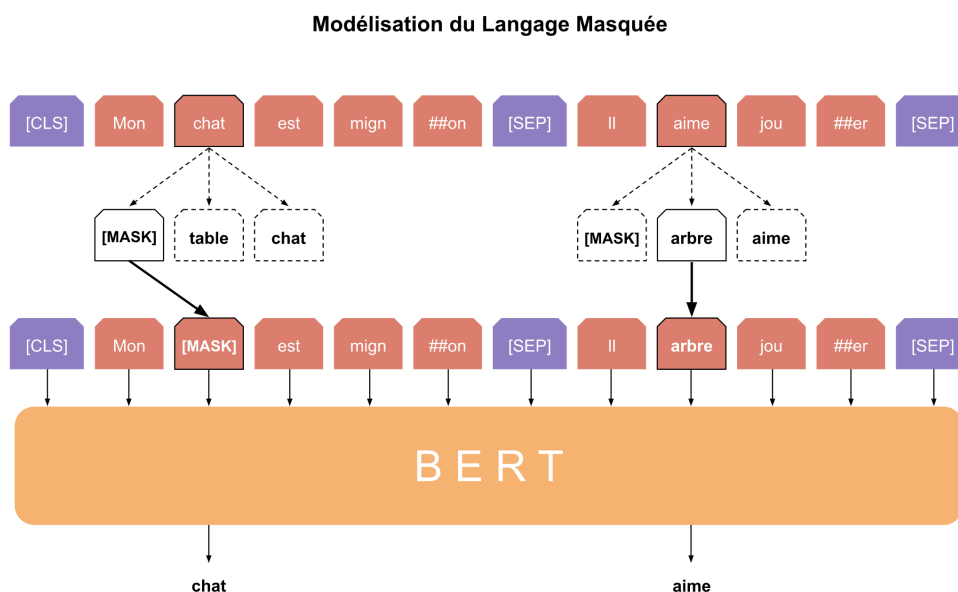 Modélisation du Langage Masquée
[CLS] Mon chat est mign ##on [SEP] Il aime jou ##er [SEP]
[MASK] table chat [MASK] arbre aime
[CLS] Mon [MASK] est mign ##on [SEP] Il arbre jou ##er [SEP]
BERT
chat aime